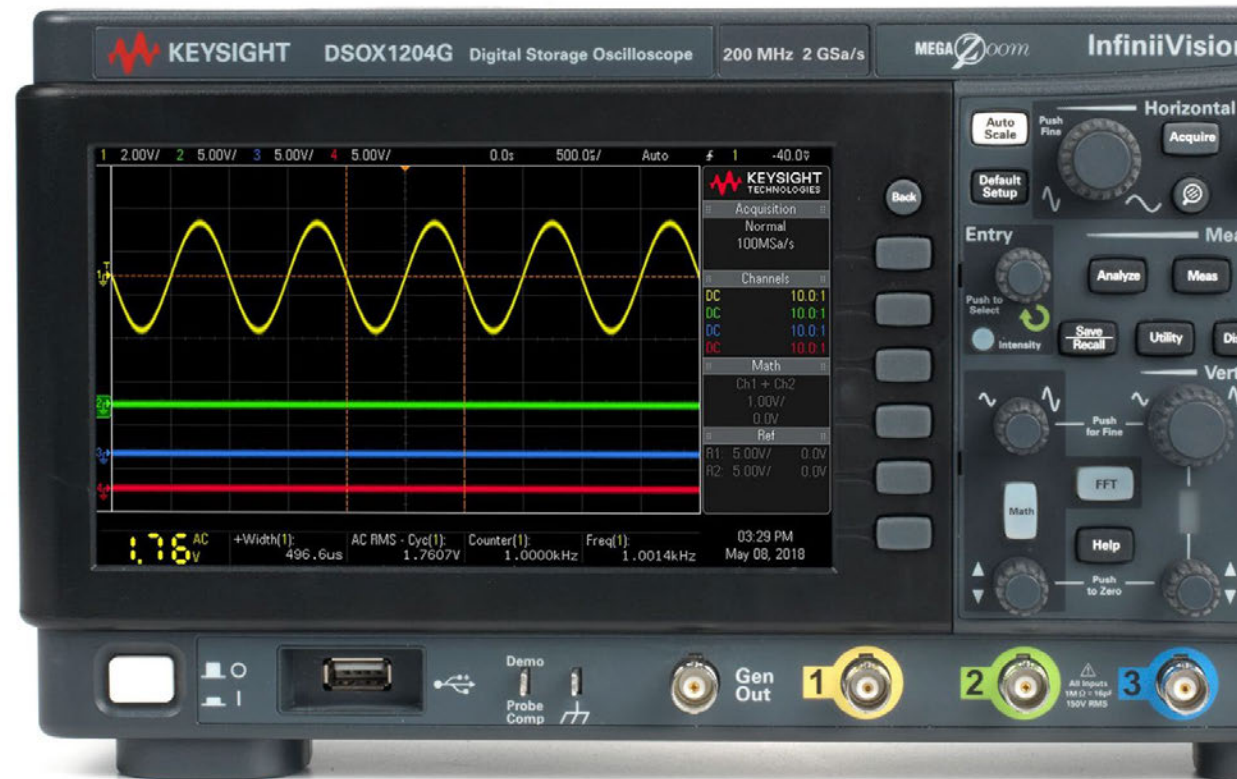 KEYSIGHT DSOX1204G Digital Storage Oscilloscope 200 MHz 2 GSa/s MEGA Zoom InfiniiVision
1 2.00V/ 2 5.00V/ 3 5.00V/ 4 5.00V/ 0.0s 500.0%/ Auto 1 -40.0%
KEYSIGHT
TECHNOLOGIES
Acquisition
Normal
100MSa/s
Channels
DC 10.0:1
DC 10.0:1
DC 10.0:1
DC 10.0:1
Math
Ch1 + Ch2
1.00V/
0.0V
Ref
R1: 5.00V/ 0.0V
R2: 5.00V/ 0.0V
1
T
2
3
4
1.76 AC V
+Width(1):
496.6us
AC RMS - Cyc(1):
1.7607V
Counter(1):
1.0000kHz
Freq(1):
1.0014kHz
03:29 PM
May 08, 2018
Back
Horizontal
Auto
Scale
Push
Fine
Acquire
Default
Setup
Entry
Mea
Push to
Select
Analyze
Meas
Intensity
Save
Recall
Utility
Dis
Vert
Push
for Fine
FFT
Math
Help
Push
to Zero
Demo
Probe
Comp
Gen
Out
1
2
All Inputs
1MΩ = 16pF
150V RMS
3